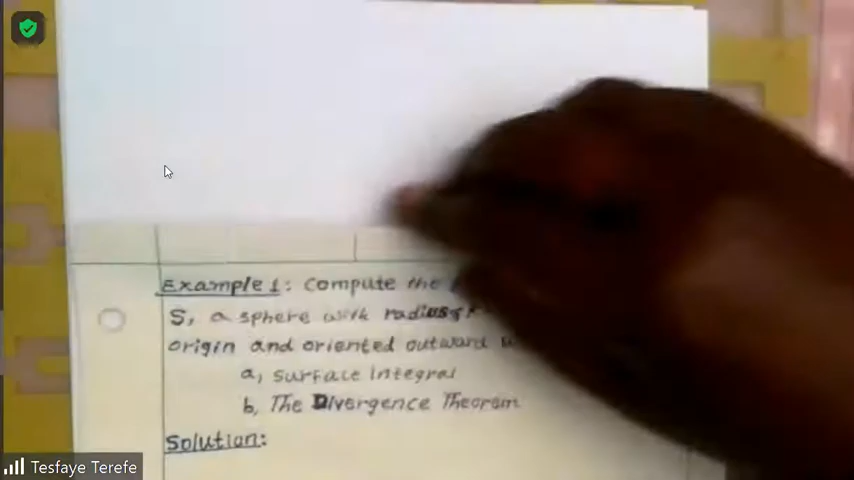 Example 1: Compute the
S, a sphere with radius
origin and oriented outward
a, Surface Integral
b, The Divergence Theorem
Solution:
Tesfaye Terefe